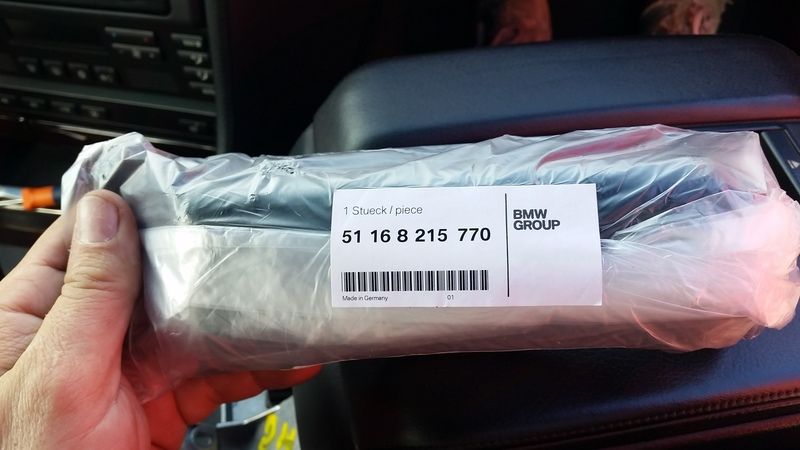 1 Stueck / piece
51 16 8 215 770
BMW
GROUP
Made in Germany 01